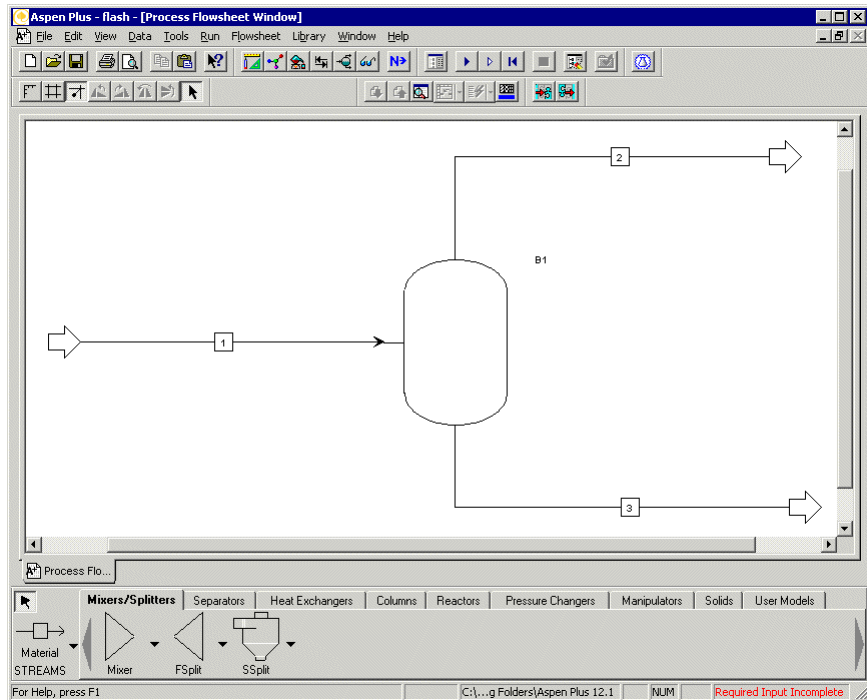 Aspen Plus - flash - [Process Flowsheet Window]
File Edit View Data Tools Run Flowsheet Library Window Help
N>
2
B1
1
3
Process Flo...
Mixers/Splitters Separators Heat Exchangers Columns Reactors Pressure Changers Manipulators Solids User Models
Material
STREAMS
Mixer FSplit SSplit
For Help, press F1 C:\...g Folders\Aspen Plus 12.1 NUM Required Input Incomplete